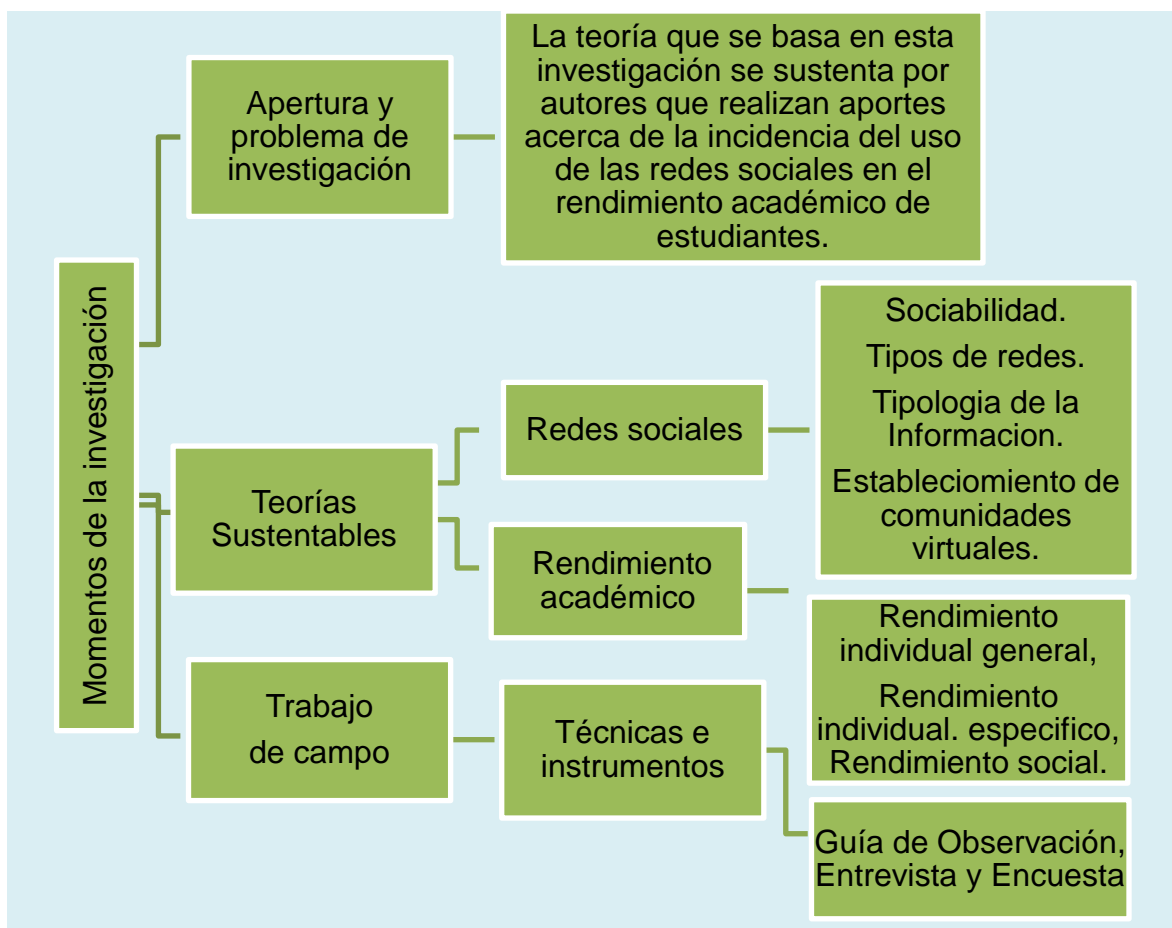 Momentos de la investigación
Apertura y
problema de
investigación
La teoría que se basa en esta
investigación se sustenta por
autores que realizan aportes
acerca de la incidencia del uso
de las redes sociales en el
rendimiento académico de
estudiantes.
Teorías
Sustentables
Redes sociales
Sociabilidad.
Tipos de redes.
Tipologia de la
Informacion.
Estableciomiento de
comunidades
virtuales.
Rendimiento
académico
Rendimiento
individual general,
Rendimiento
individual. especifico,
Rendimiento social.
Trabajo
de campo
Técnicas e
instrumentos
Guía de Observación,
Entrevista y Encuesta